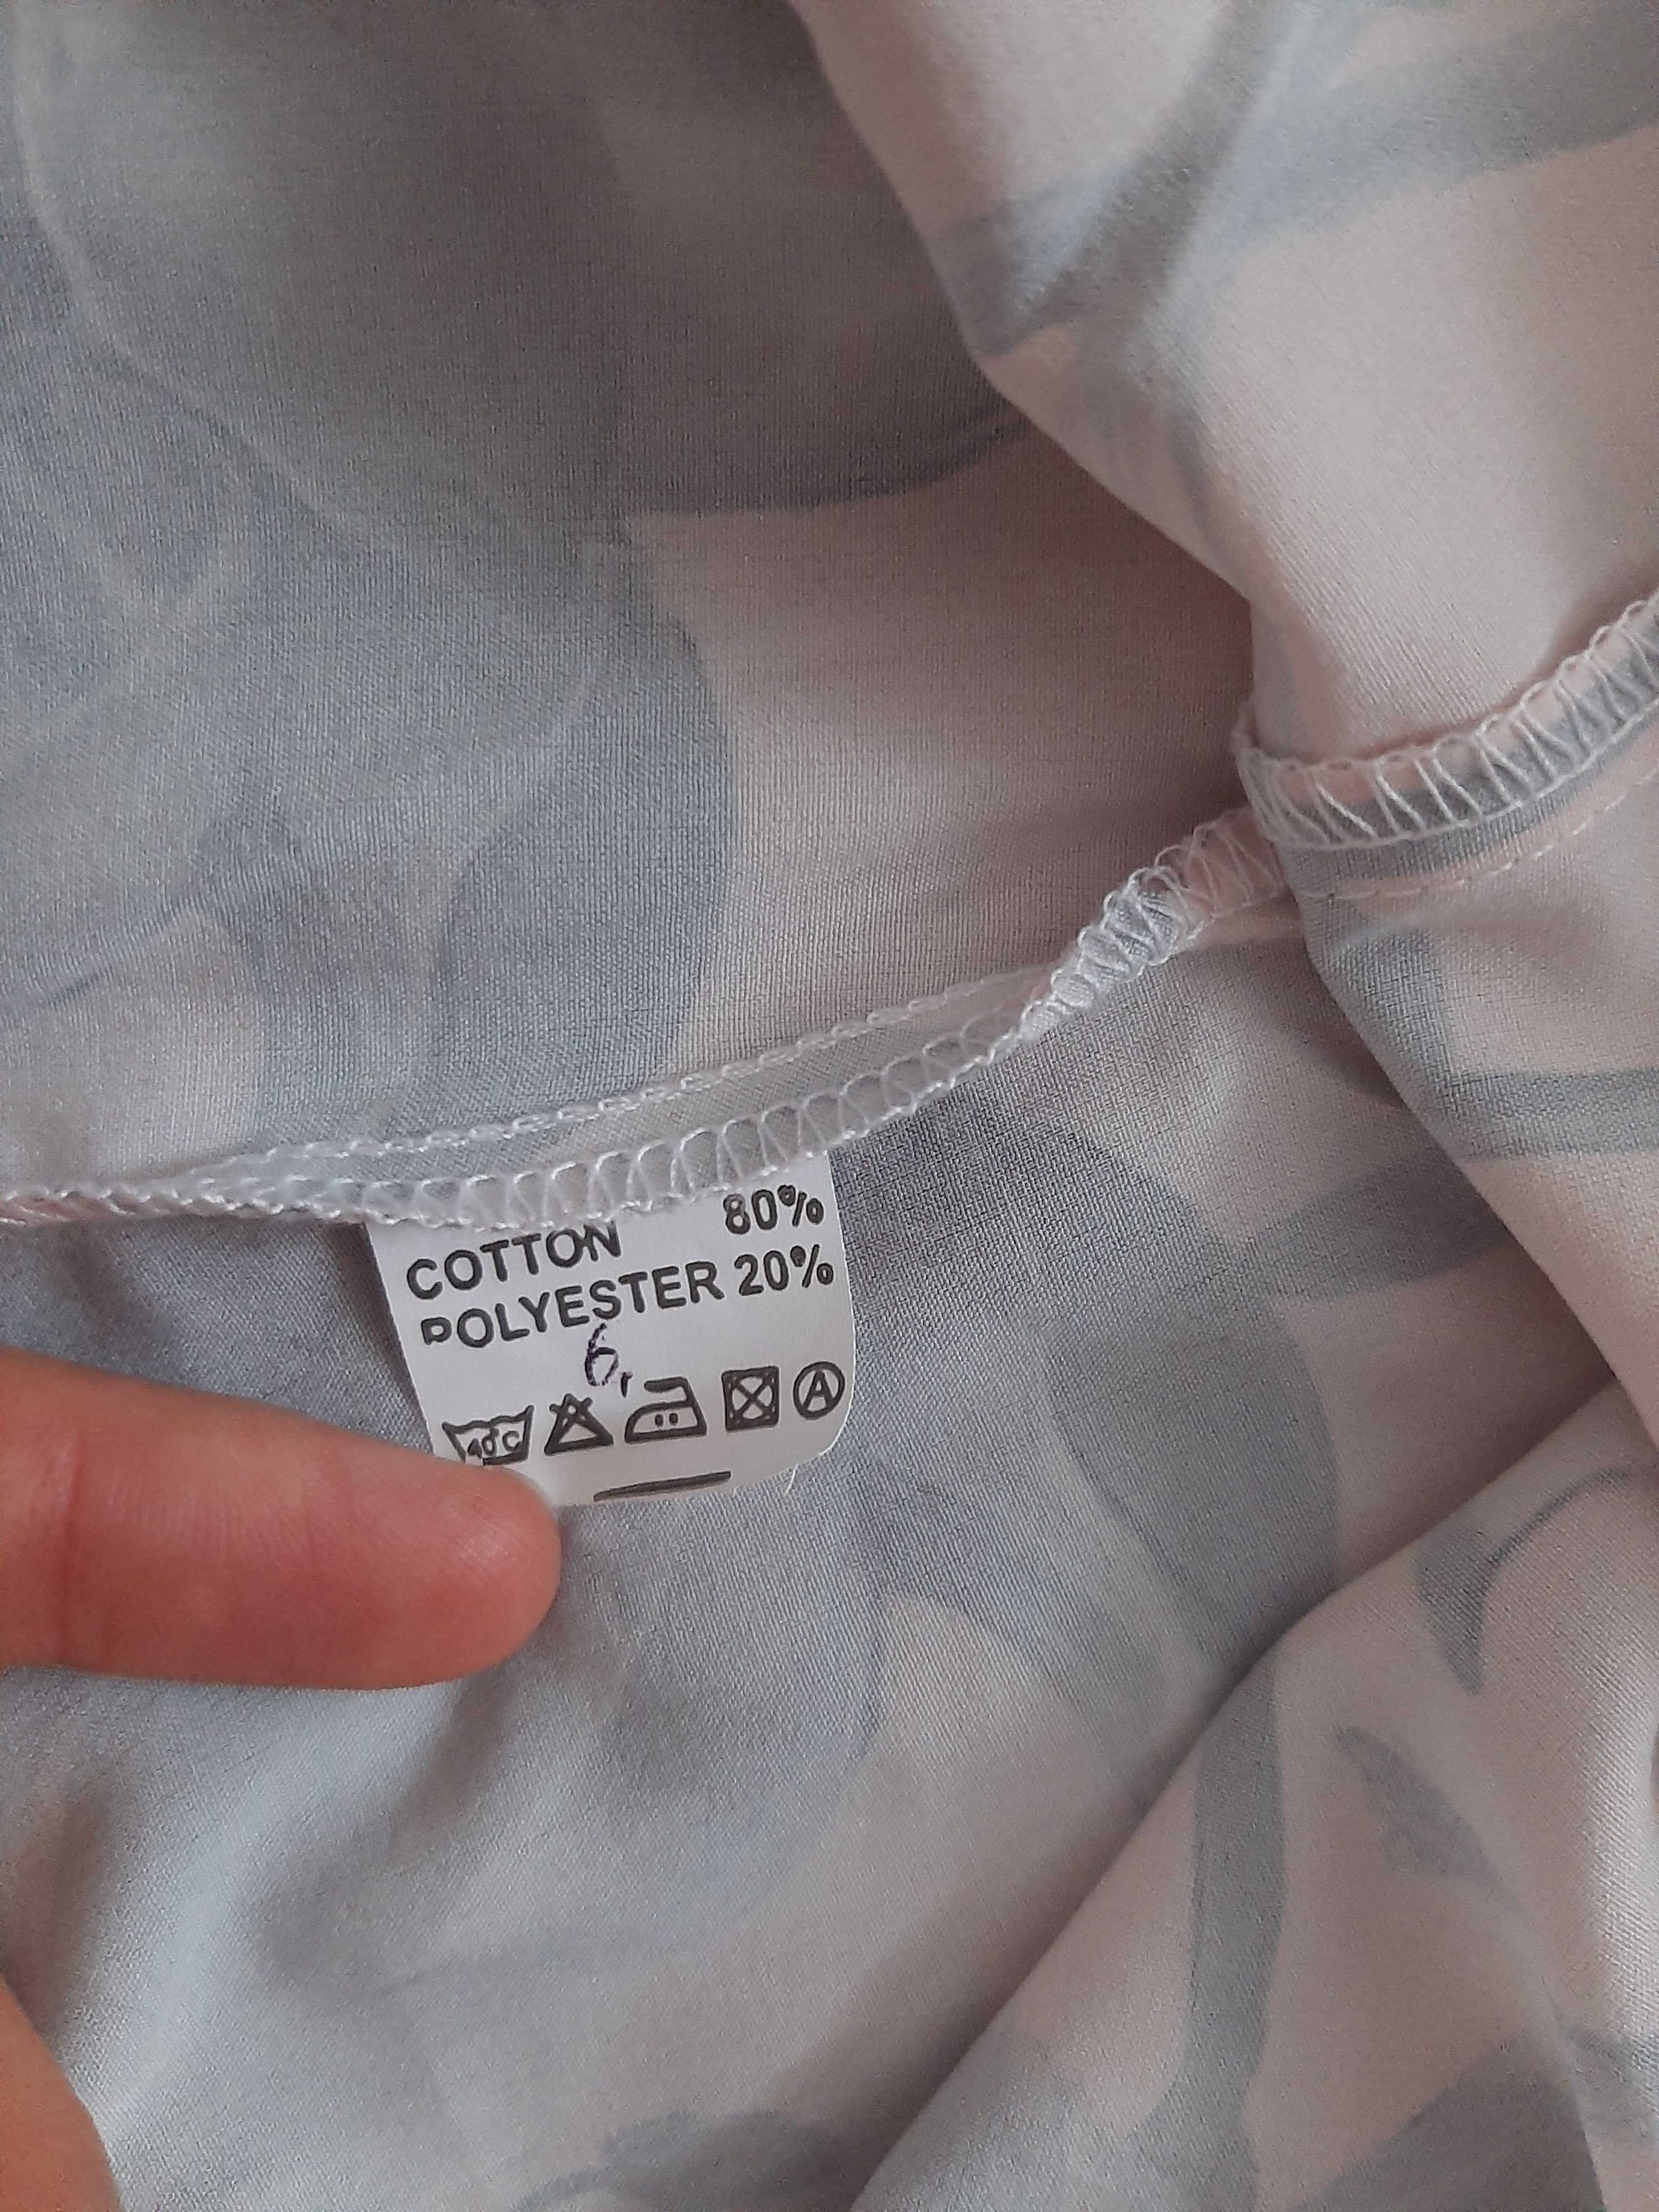 COTTON 80%
POLYESTER 20%
6,
40°C A